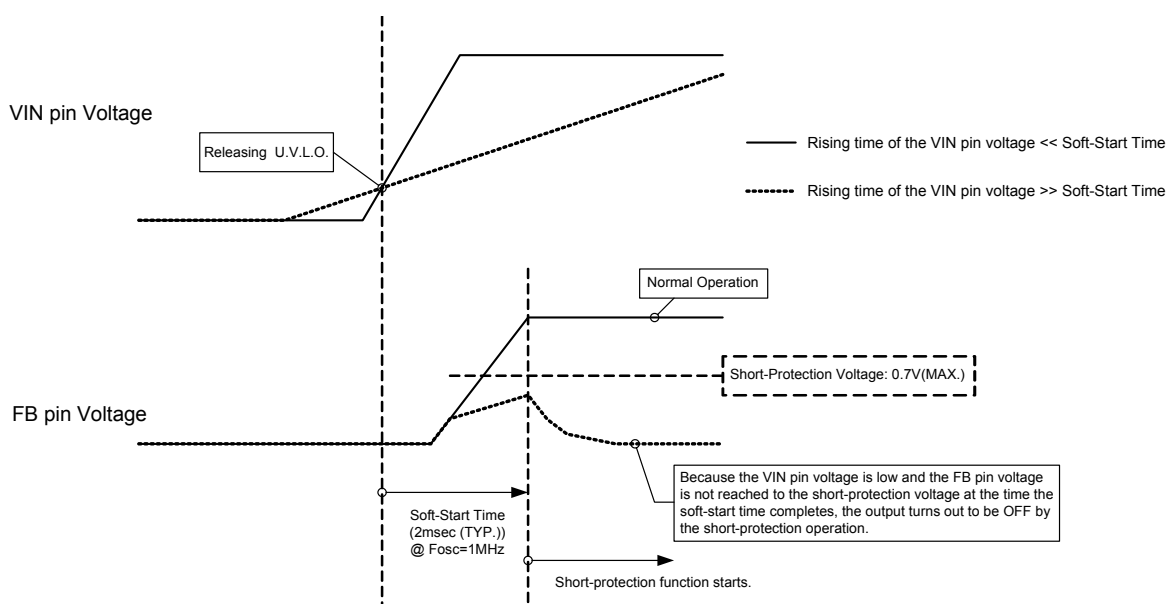 VIN pin Voltage
Releasing U.V.L.O.
Rising time of the VIN pin voltage << Soft-Start Time
Rising time of the VIN pin voltage >> Soft-Start Time
Normal Operation
Short-Protection Voltage: 0.7V(MAX.)
FB pin Voltage
Because the VIN pin voltage is low and the FB pin voltage
is not reached to the short-protection voltage at the time the
soft-start time completes, the output turns out to be OFF by
the short-protection operation.
Soft-Start Time
(2msec (TYP.))
@ Fosc=1MHz
Short-protection function starts.